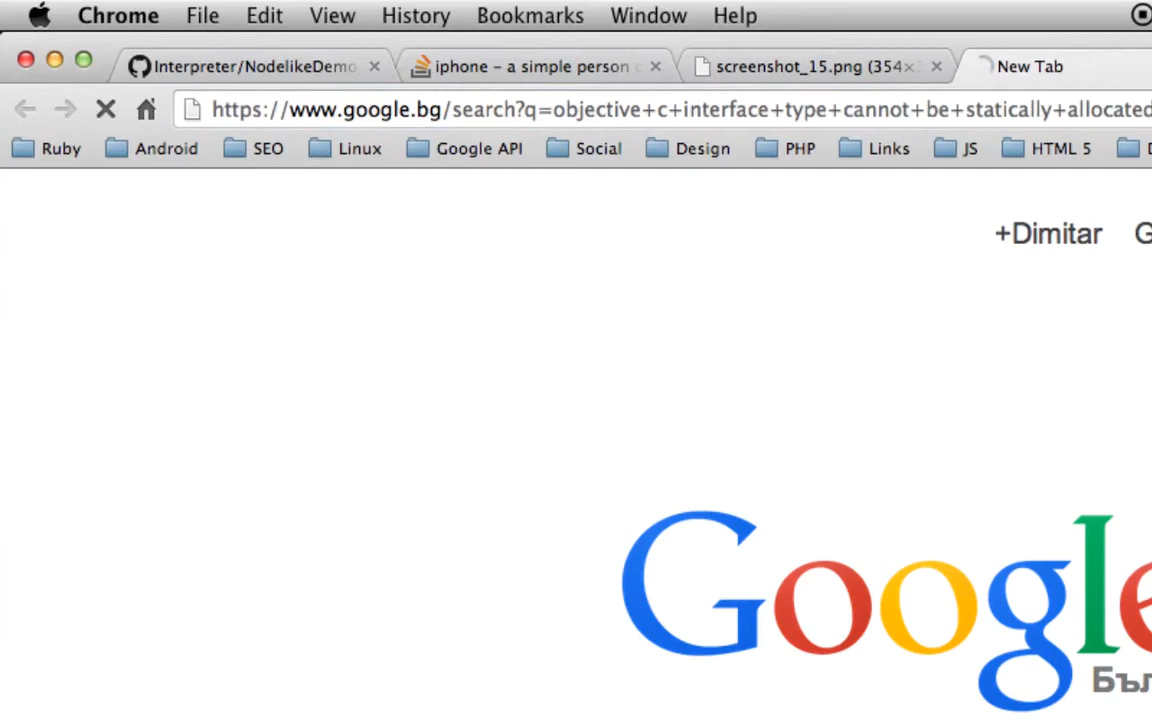 Chrome File Edit View History Bookmarks Window Help
Interpreter/NodelikeDemo iphone - a simple person screenshot_15.png (354× New Tab
https://www.google.bg/search?q=objective+c+interface+type+cannot+be+statically+allocated
Ruby Android SEO Linux Google API Social Design PHP Links JS HTML 5
+Dimitar G
Google
Бъл